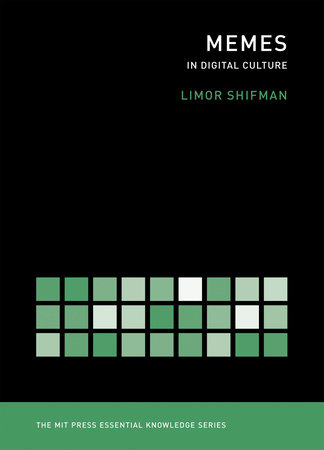 MEMES
IN DIGITAL CULTURE
LIMOR SHIFMAN
THE MIT PRESS ESSENTIAL KNOWLEDGE SERIES